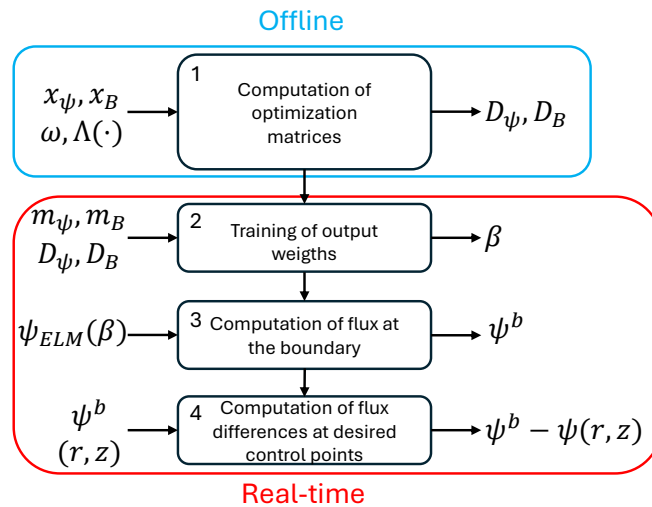 Offline
1
x_ψ, x_B
ω, Λ(·)
Computation of
optimization
matrices
D_ψ, D_B
m_ψ, m_B
D_ψ, D_B
2
Training of output
weigths
β
ψ_ELM(β)
3
Computation of flux at
the boundary
ψ^b
ψ^b
(r, z)
4
Computation of flux
differences at desired
control points
ψ^b − ψ(r, z)
Real-time